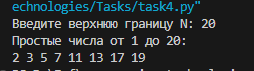 echnologies/Tasks/task4.py"
Введите верхнюю границу N: 20
Простые числа от 1 до 20:
2 3 5 7 11 13 17 19